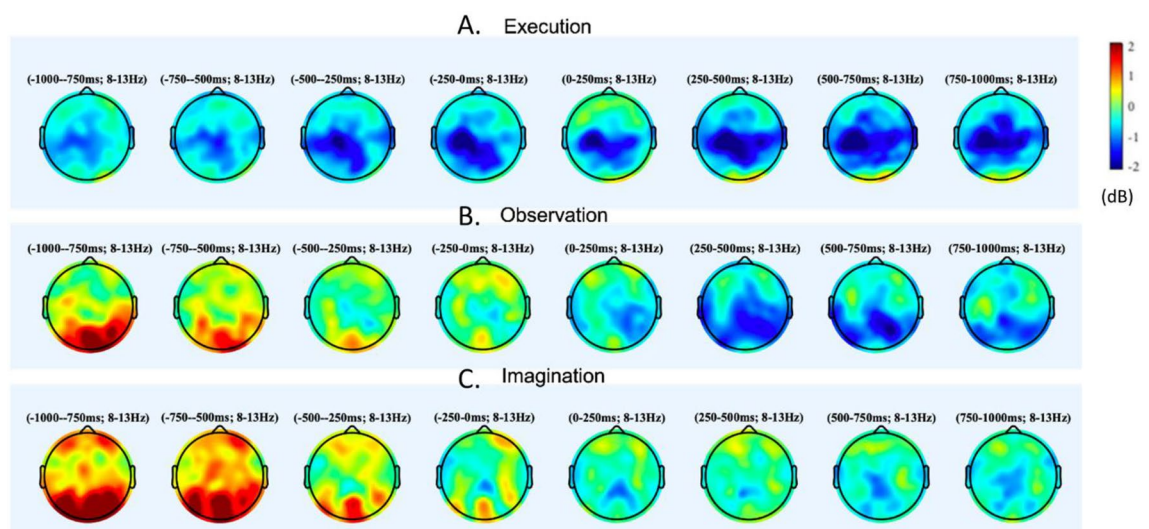 A. Execution
(-1000--750ms; 8-13Hz) (-750--500ms; 8-13Hz) (-500--250ms; 8-13Hz) (-250-0ms; 8-13Hz) (0-250ms; 8-13Hz) (250-500ms; 8-13Hz) (500-750ms; 8-13Hz) (750-1000ms; 8-13Hz)
2
1
0
-1
-2
(dB)
B. Observation
(-1000--750ms; 8-13Hz) (-750--500ms; 8-13Hz) (-500--250ms; 8-13Hz) (-250-0ms; 8-13Hz) (0-250ms; 8-13Hz) (250-500ms; 8-13Hz) (500-750ms; 8-13Hz) (750-1000ms; 8-13Hz)
C. Imagination
(-1000--750ms; 8-13Hz) (-750--500ms; 8-13Hz) (-500--250ms; 8-13Hz) (-250-0ms; 8-13Hz) (0-250ms; 8-13Hz) (250-500ms; 8-13Hz) (500-750ms; 8-13Hz) (750-1000ms; 8-13Hz)